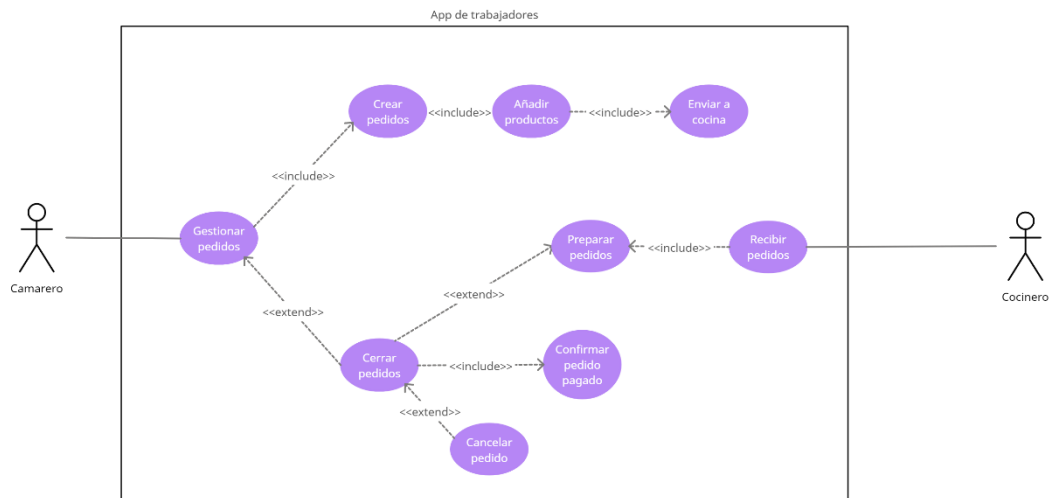 App de trabajadores
Crear
pedidos
<<include>>
Añadir
productos
<<include>>
Enviar a
cocina
<<include>>
Gestionar
pedidos
Camarero
Preparar
pedidos
<<include>>
Recibir
pedidos
Cocinero
<<extend>>
<<extend>>
Cerrar
pedidos
<<include>>
Confirmar
pedido
pagado
<<extend>>
Cancelar
pedido